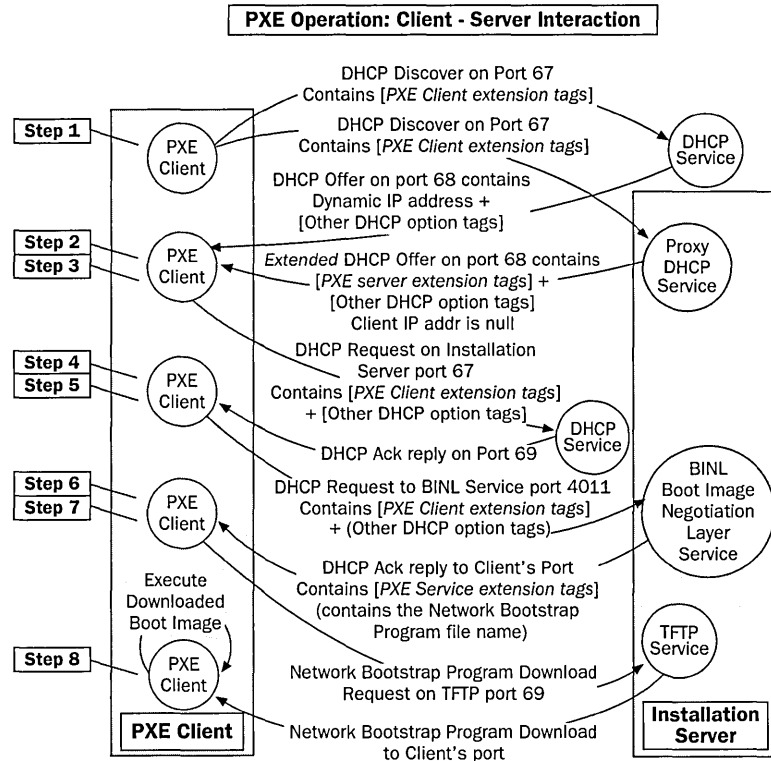 PXE Operation: Client - Server Interaction
DHCP Discover on Port 67
Contains [PXE Client extension tags]
Step 1
PXE
Client
DHCP Discover on Port 67
Contains [PXE Client extension tags]
DHCP
Service
DHCP Offer on port 68 contains
Dynamic IP address +
[Other DHCP option tags]
Step 2
Step 3
PXE
Client
Extended DHCP Offer on port 68 contains
[PXE server extension tags] +
[Other DHCP option tags]
Client IP addr is null
Proxy
DHCP
Service
DHCP Request on Installation
Server port 67
Contains [PXE Client extension tags]
+ [Other DHCP option tags]
Step 4
Step 5
PXE
Client
DHCP
Service
DHCP Ack reply on Port 69
Step 6
Step 7
PXE
Client
DHCP Request to BINL Service port 4011
Contains [PXE Client extension tags]
+ (Other DHCP option tags)
BINL
Boot Image
Negotiation
Layer
Service
DHCP Ack reply to Client's Port
Contains [PXE Service extension tags]
(contains the Network Bootstrap
Program file name)
Execute
Downloaded
Boot Image
Step 8
PXE
Client
TFTP
Service
Network Bootstrap Program Download
Request on TFTP port 69
Network Bootstrap Program Download
to Client's port
PXE Client
Installation
Server